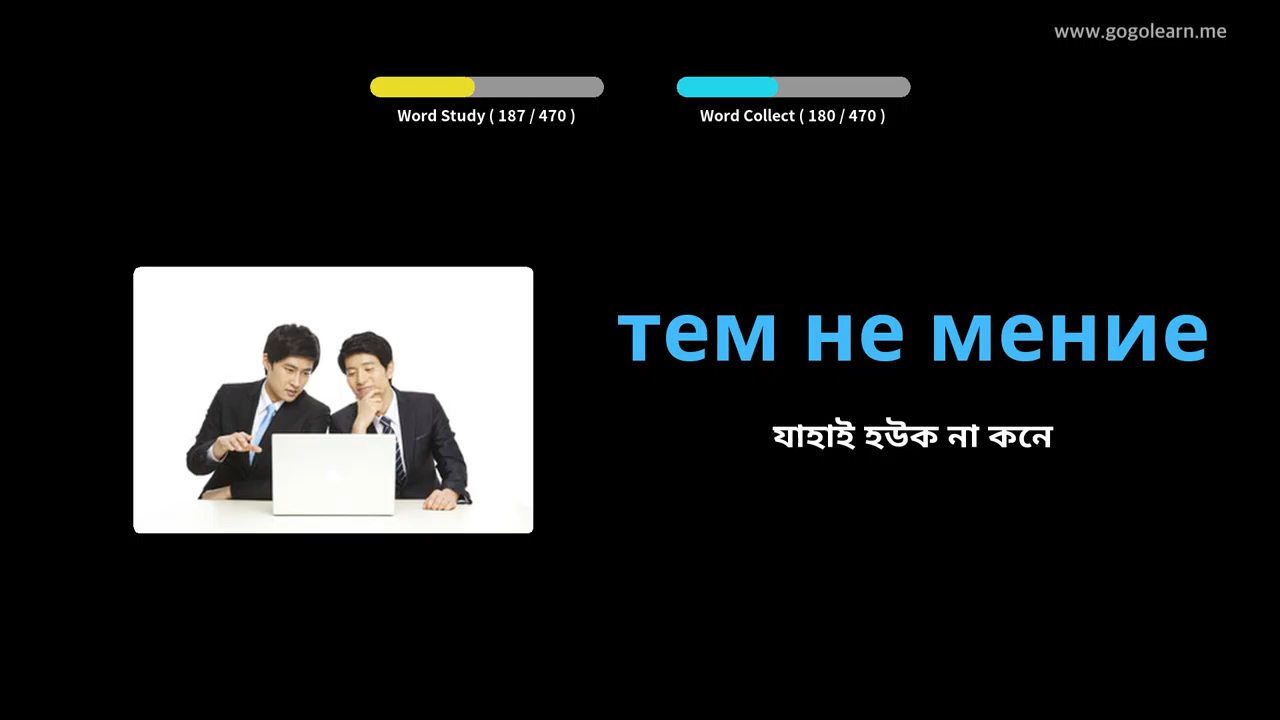 www.gogolearn.me
Word Study ( 187 / 470 )
Word Collect ( 180 / 470 )
тем не мение
যাহাই হউক না কনে